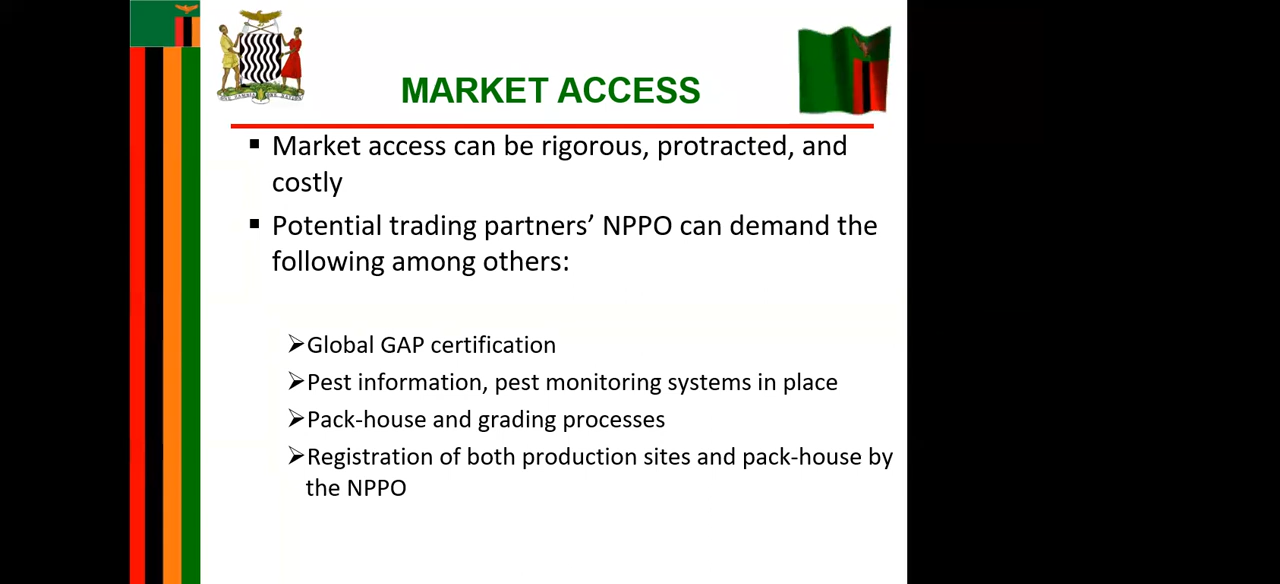 MARKET ACCESS
▪ Market access can be rigorous, protracted, and
costly
▪ Potential trading partners’ NPPO can demand the
following among others:
➢Global GAP certification
➢Pest information, pest monitoring systems in place
➢Pack-house and grading processes
➢Registration of both production sites and pack-house by
the NPPO